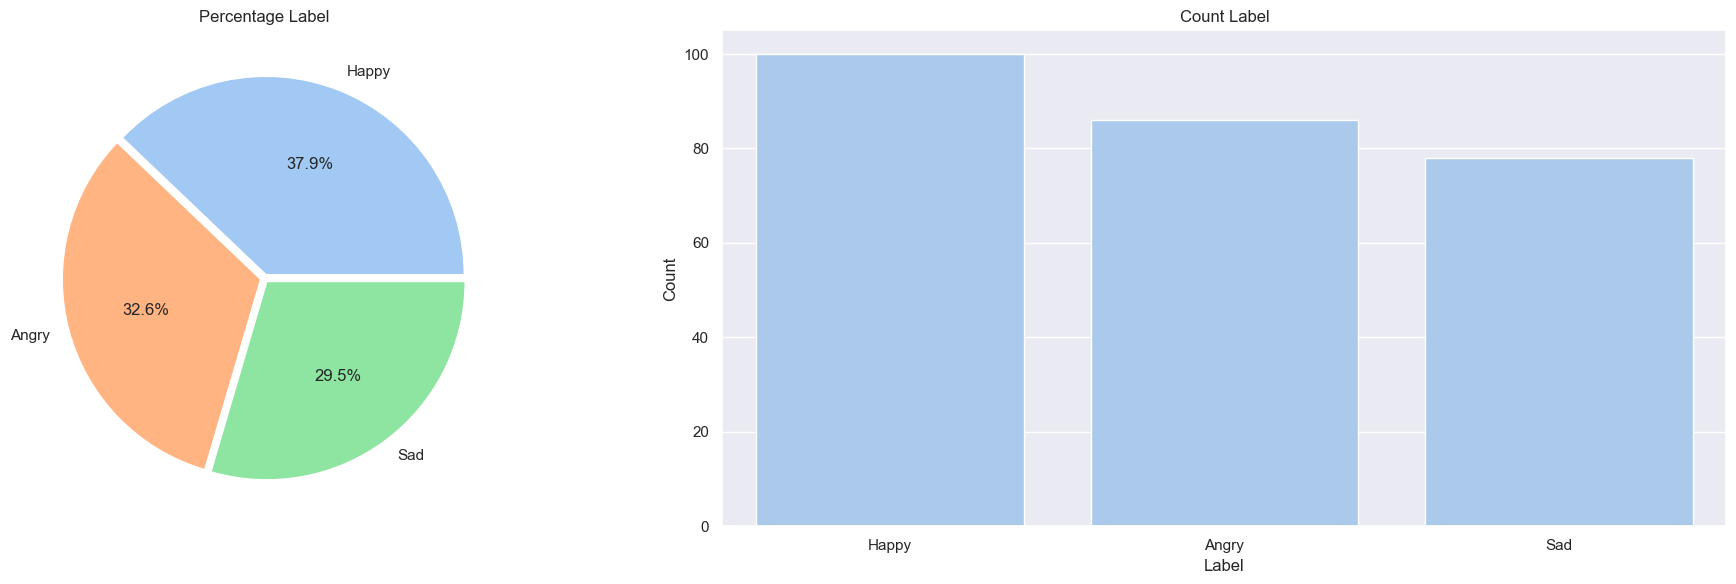 Percentage Label
Happy
37.9%
32.6%
Angry
29.5%
Sad
Count Label
100
80
60
40
20
0
Count
Happy
Angry
Sad
Label